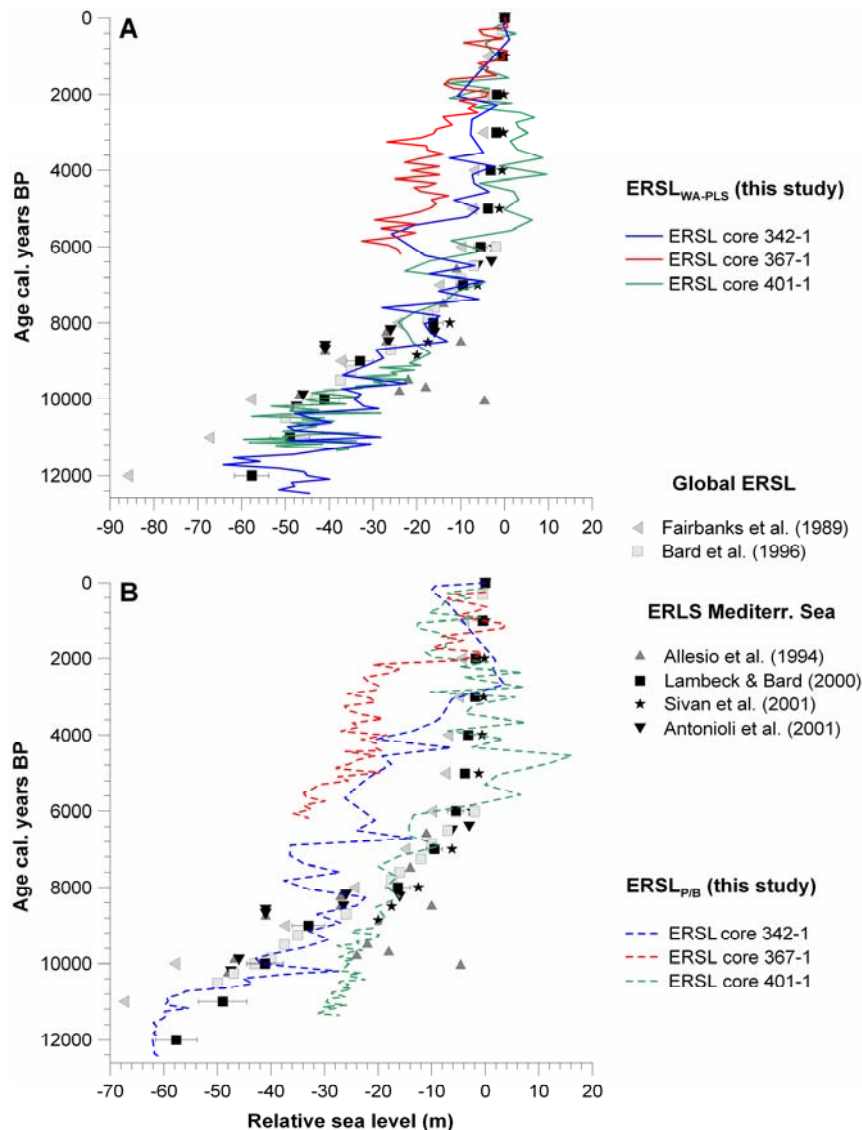 A
0
2000
4000
6000
8000
10000
12000
Age cal. years BP
-90 -80 -70 -60 -50 -40 -30 -20 -10 0 10 20
ERSL WA-PLS (this study)
ERSL core 342-1
ERSL core 367-1
ERSL core 401-1
Global ERSL
Fairbanks et al. (1989)
Bard et al. (1996)
ERLS Mediterr. Sea
Allesio et al. (1994)
Lambeck & Bard (2000)
Sivan et al. (2001)
Antonioli et al. (2001)
B
0
2000
4000
6000
8000
10000
12000
Age cal. years BP
-70 -60 -50 -40 -30 -20 -10 0 10 20
Relative sea level (m)
ERSL P/B (this study)
ERSL core 342-1
ERSL core 367-1
ERSL core 401-1